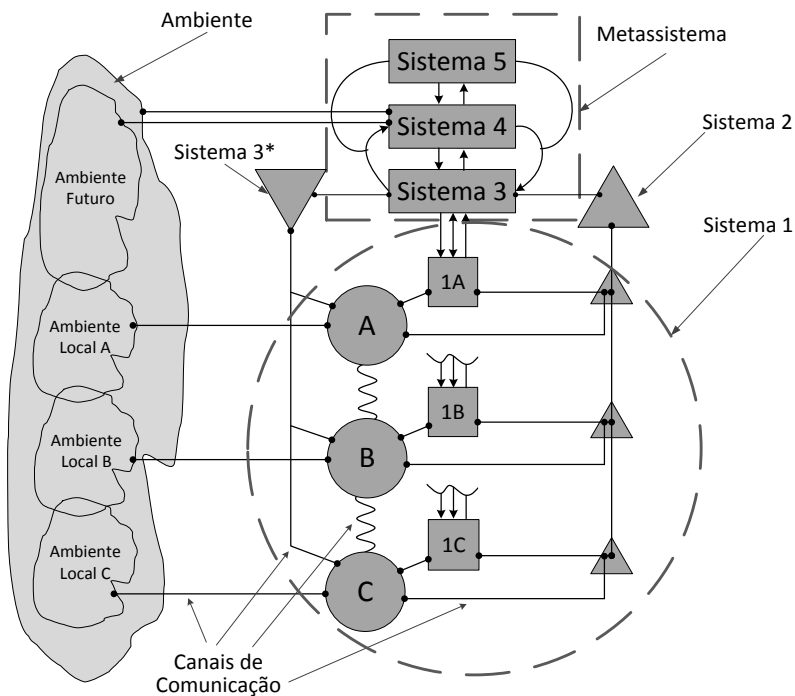 Ambiente
Metassistema
Sistema 5
Sistema 4
Sistema 3
Sistema 3*
Sistema 2
Sistema 1
Ambiente
Futuro
1A
A
Ambiente
Local A
1B
B
Ambiente
Local B
1C
C
Ambiente
Local C
Canais de
Comunicação